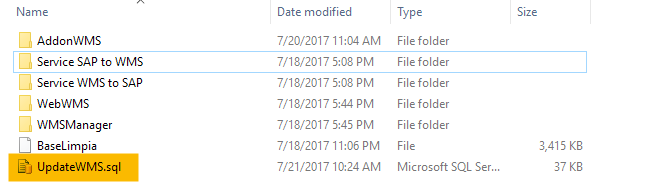 Name Date modified Type Size
AddonWMS 7/20/2017 11:04 AM File folder
Service SAP to WMS 7/18/2017 5:08 PM File folder
Service WMS to SAP 7/18/2017 5:08 PM File folder
WebWMS 7/18/2017 5:44 PM File folder
WMSManager 7/18/2017 5:45 PM File folder
BaseLimpia 7/18/2017 11:06 PM File 3,415 KB
UpdateWMS.sql 7/21/2017 10:24 AM Microsoft SQL Ser... 37 KB